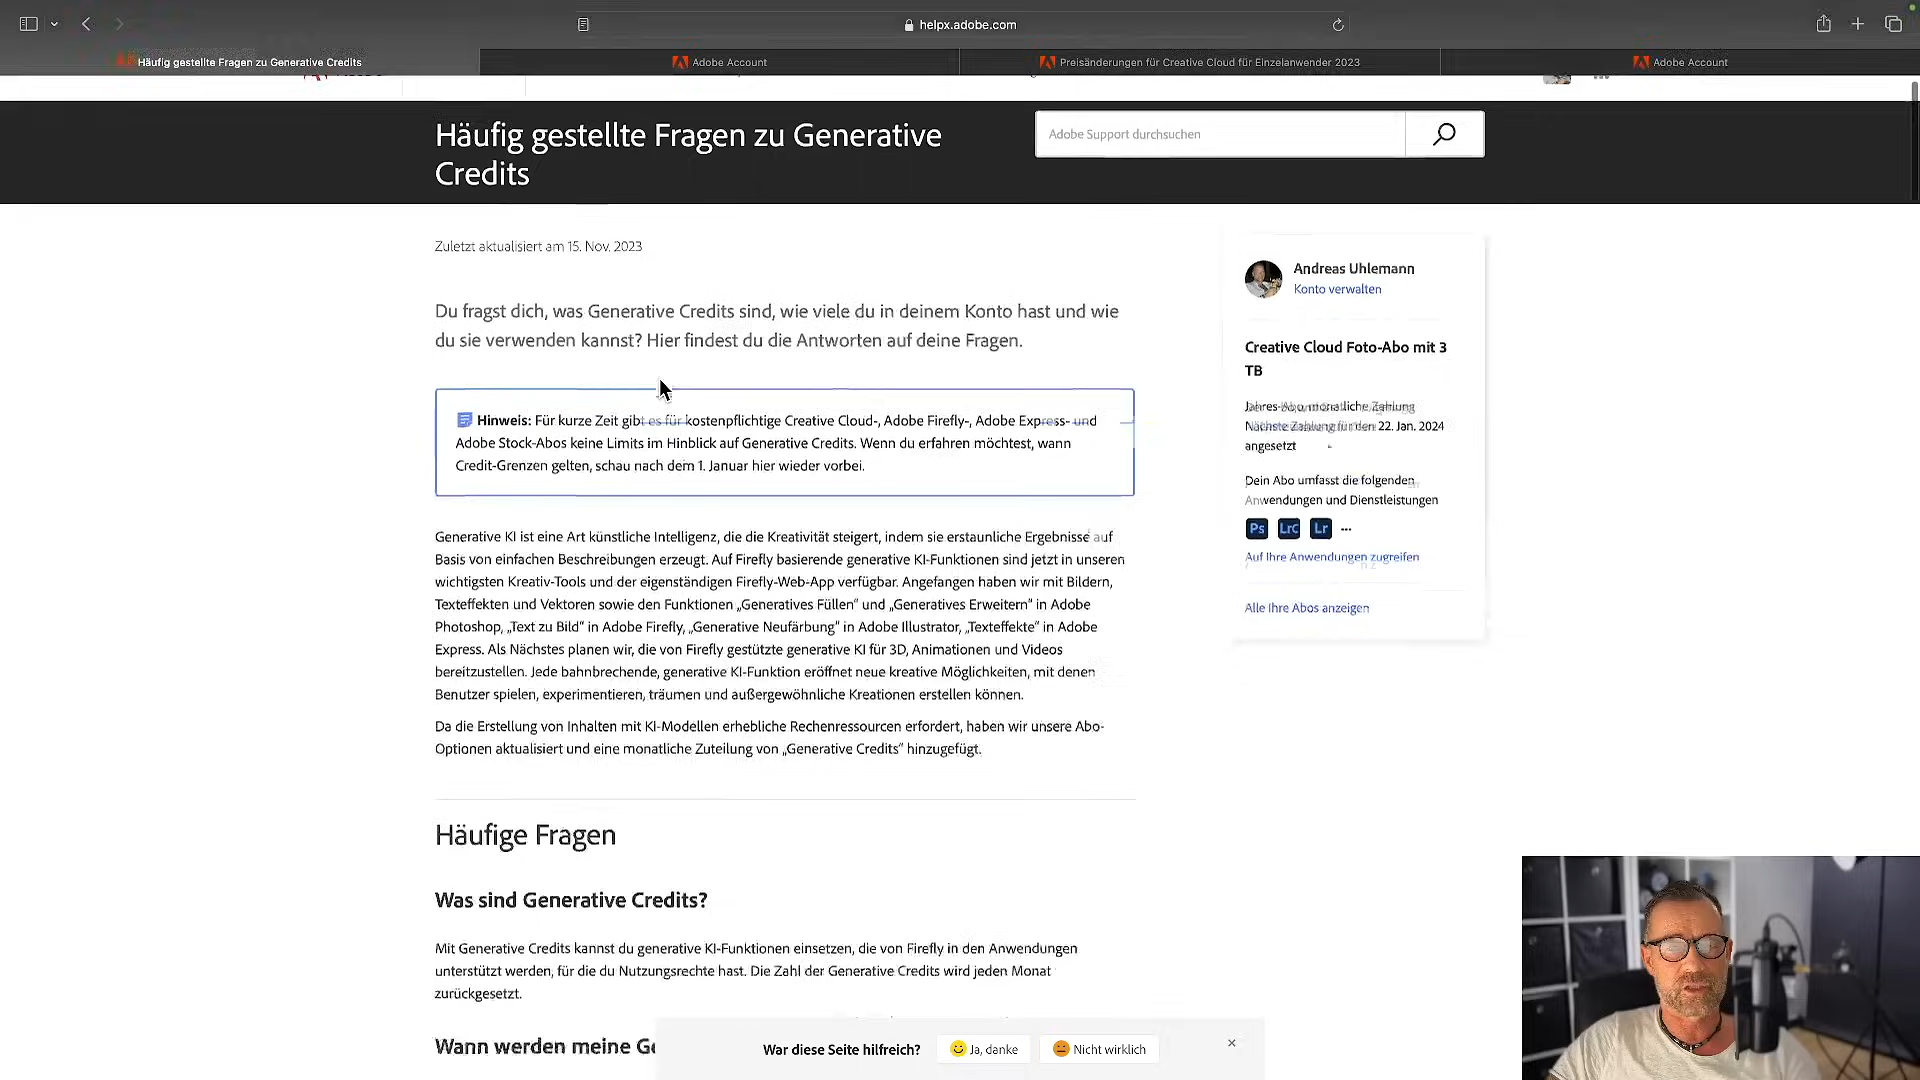 helpx.adobe.com
Häufig gestellte Fragen zu Generative Credits
Adobe Account
Preisänderungen für Creative Cloud für Einzelanwender 2023
Adobe Account
Häufig gestellte Fragen zu Generative
Credits
Adobe Support durchsuchen
Zuletzt aktualisiert am 15. Nov. 2023
Du fragst dich, was Generative Credits sind, wie viele du in deinem Konto hast und wie
du sie verwenden kannst? Hier findest du die Antworten auf deine Fragen.
Hinweis: Für kurze Zeit gibt es für kostenpflichtige Creative Cloud-, Adobe Firefly-, Adobe Express- und
Adobe Stock-Abos keine Limits im Hinblick auf Generative Credits. Wenn du erfahren möchtest, wann
Credit-Grenzen gelten, schau nach dem 1. Januar hier wieder vorbei.
Generative KI ist eine Art künstliche Intelligenz, die die Kreativität steigert, indem sie erstaunliche Ergebnisse auf
Basis von einfachen Beschreibungen erzeugt. Auf Firefly basierende generative KI-Funktionen sind jetzt in unseren
wichtigsten Kreativ-Tools und der eigenständigen Firefly-Web-App verfügbar. Angefangen haben wir mit Bildern,
Texteffekten und Vektoren sowie den Funktionen „Generatives Füllen“ und „Generatives Erweitern“ in Adobe
Photoshop, „Text zu Bild“ in Adobe Firefly, „Generative Neufärbung“ in Adobe Illustrator, „Texteffekte“ in Adobe
Express. Als Nächstes planen wir, die von Firefly gestützte generative KI für 3D, Animationen und Videos
bereitzustellen. Jede bahnbrechende, generative KI-Funktion eröffnet neue kreative Möglichkeiten, mit denen
Benutzer spielen, experimentieren, träumen und außergewöhnliche Kreationen erstellen können.
Da die Erstellung von Inhalten mit KI-Modellen erhebliche Rechenressourcen erfordert, haben wir unsere Abo-
Optionen aktualisiert und eine monatliche Zuteilung von „Generative Credits“ hinzugefügt.
Häufige Fragen
Was sind Generative Credits?
Mit Generative Credits kannst du generative KI-Funktionen einsetzen, die von Firefly in den Anwendungen
unterstützt werden, für die du Nutzungsrechte hast. Die Zahl der Generative Credits wird jeden Monat
zurückgesetzt.
Wann werden meine
Andreas Uhlemann
Konto verwalten
Creative Cloud Foto-Abo mit 3
TB
Jahres-Abo, monatliche Zahlung
Nächste Zahlung für den 22. Jan. 2024
angesetzt
Dein Abo umfasst die folgenden
Anwendungen und Dienstleistungen
Ps LrC Lr
Auf Ihre Anwendungen zugreifen
Alle Ihre Abos anzeigen
War diese Seite hilfreich? Ja, danke Nicht wirklich